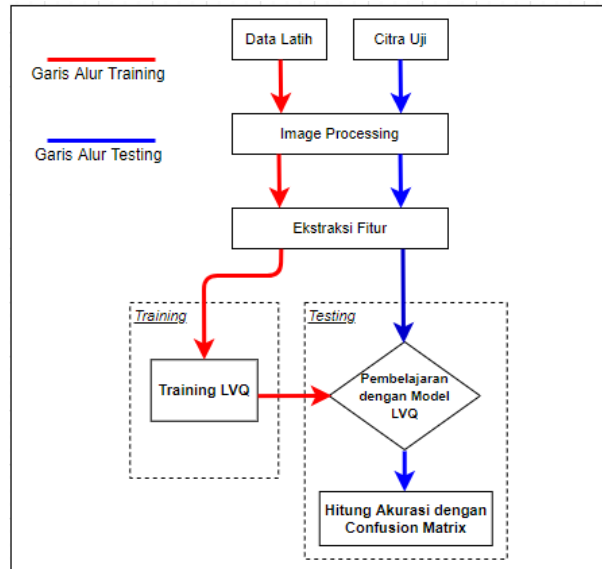 Data Latih
Citra Uji
Garis Alur Training
Image Processing
Garis Alur Testing
Ekstraksi Fitur
Training
Testing
Training LVQ
Pembelajaran
dengan Model
LVQ
Hitung Akurasi dengan
Confusion Matrix